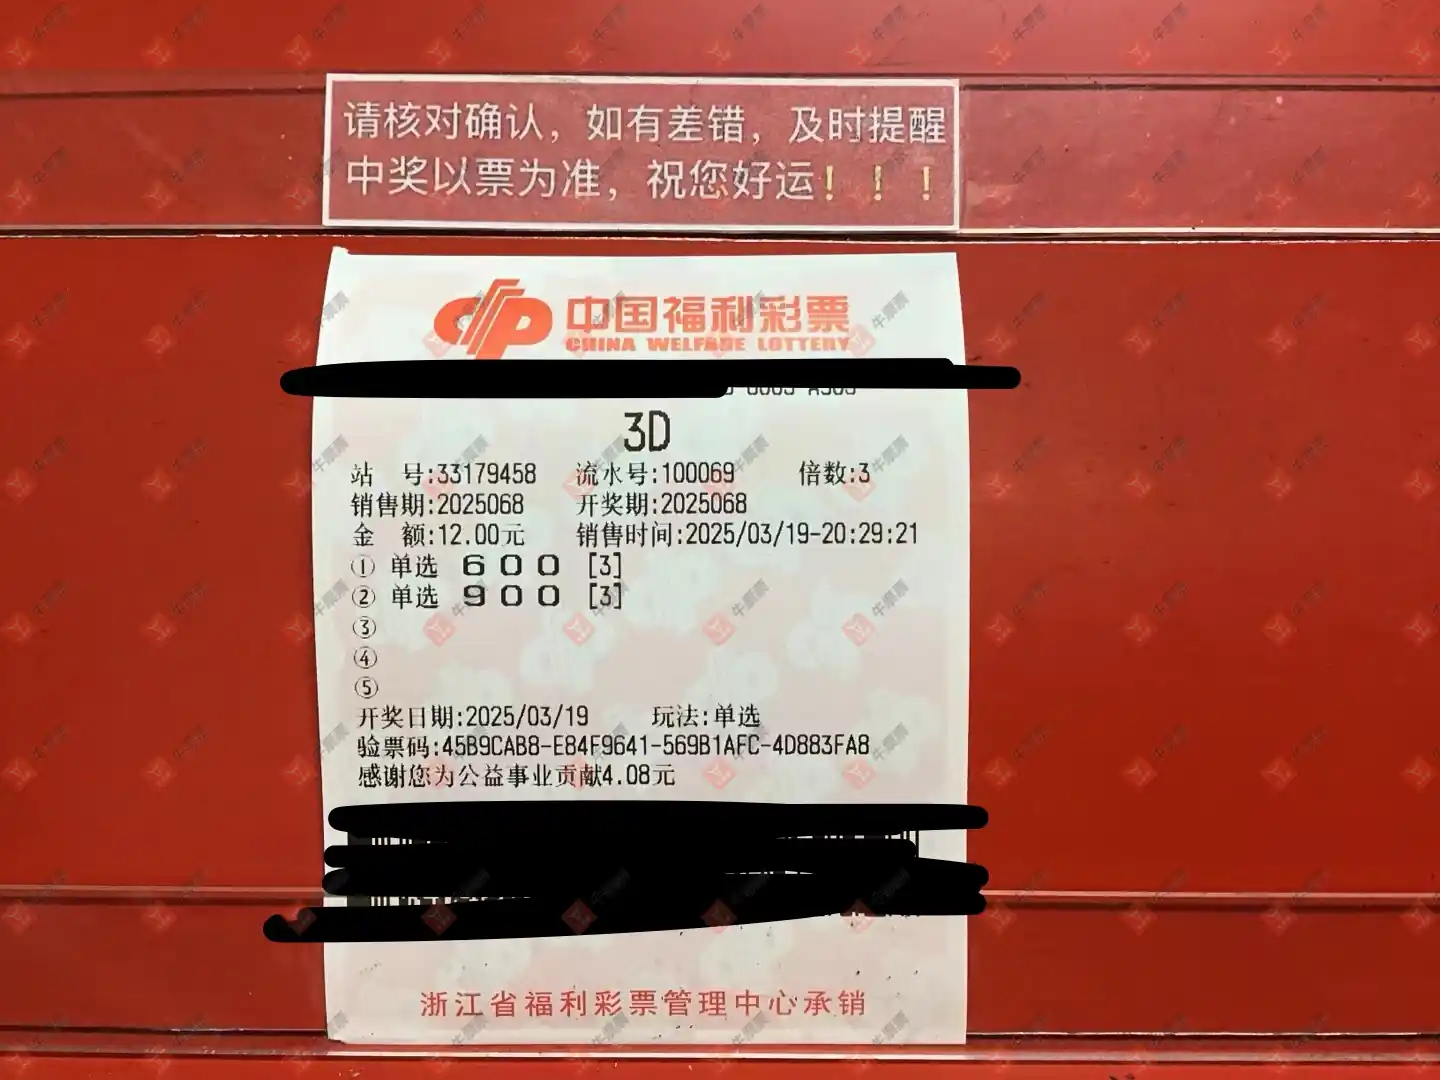 请核对确认，如有差错，及时提醒
中奖以票为准，祝您好运！！！
中国福利彩票
CHINA WELFARE LOTTERY
3D
站 号:33179458 流水号:100069 倍数:3
销售期:2025068 开奖期:2025068
金 额:12.00元 销售时间:2025/03/19-20:29:21
① 单选 600 [3]
② 单选 900 [3]
③
④
⑤
开奖日期:2025/03/19 玩法:单选
验票码:45B9CAB8-E84F9641-569B1AFC-4D883FA8
感谢您为公益事业贡献4.08元
浙江省福利彩票管理中心承销